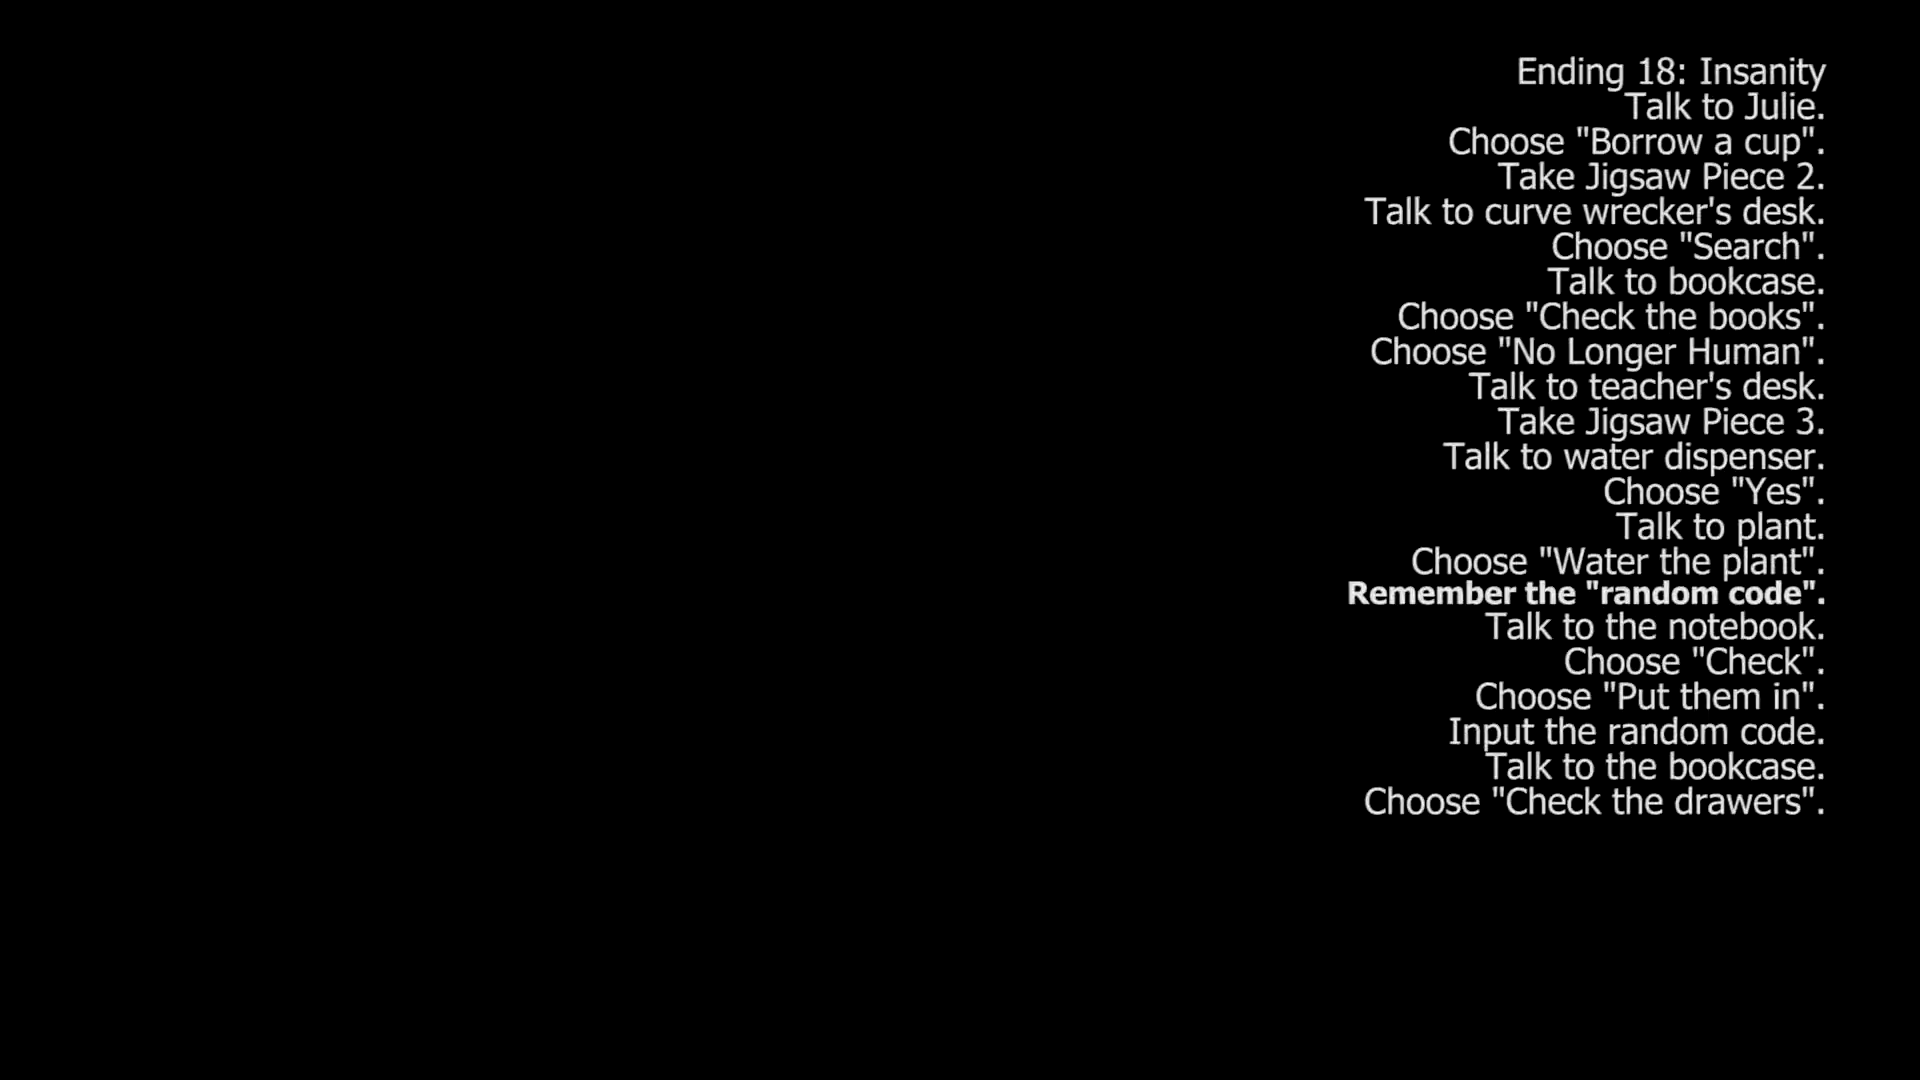 Ending 18: Insanity
Talk to Julie.
Choose "Borrow a cup".
Take Jigsaw Piece 2.
Talk to curve wrecker's desk.
Choose "Search".
Talk to bookcase.
Choose "Check the books".
Choose "No Longer Human".
Talk to teacher's desk.
Take Jigsaw Piece 3.
Talk to water dispenser.
Choose "Yes".
Talk to plant.
Choose "Water the plant".
Remember the "random code".
Talk to the notebook.
Choose "Check".
Choose "Put them in".
Input the random code.
Talk to the bookcase.
Choose "Check the drawers".